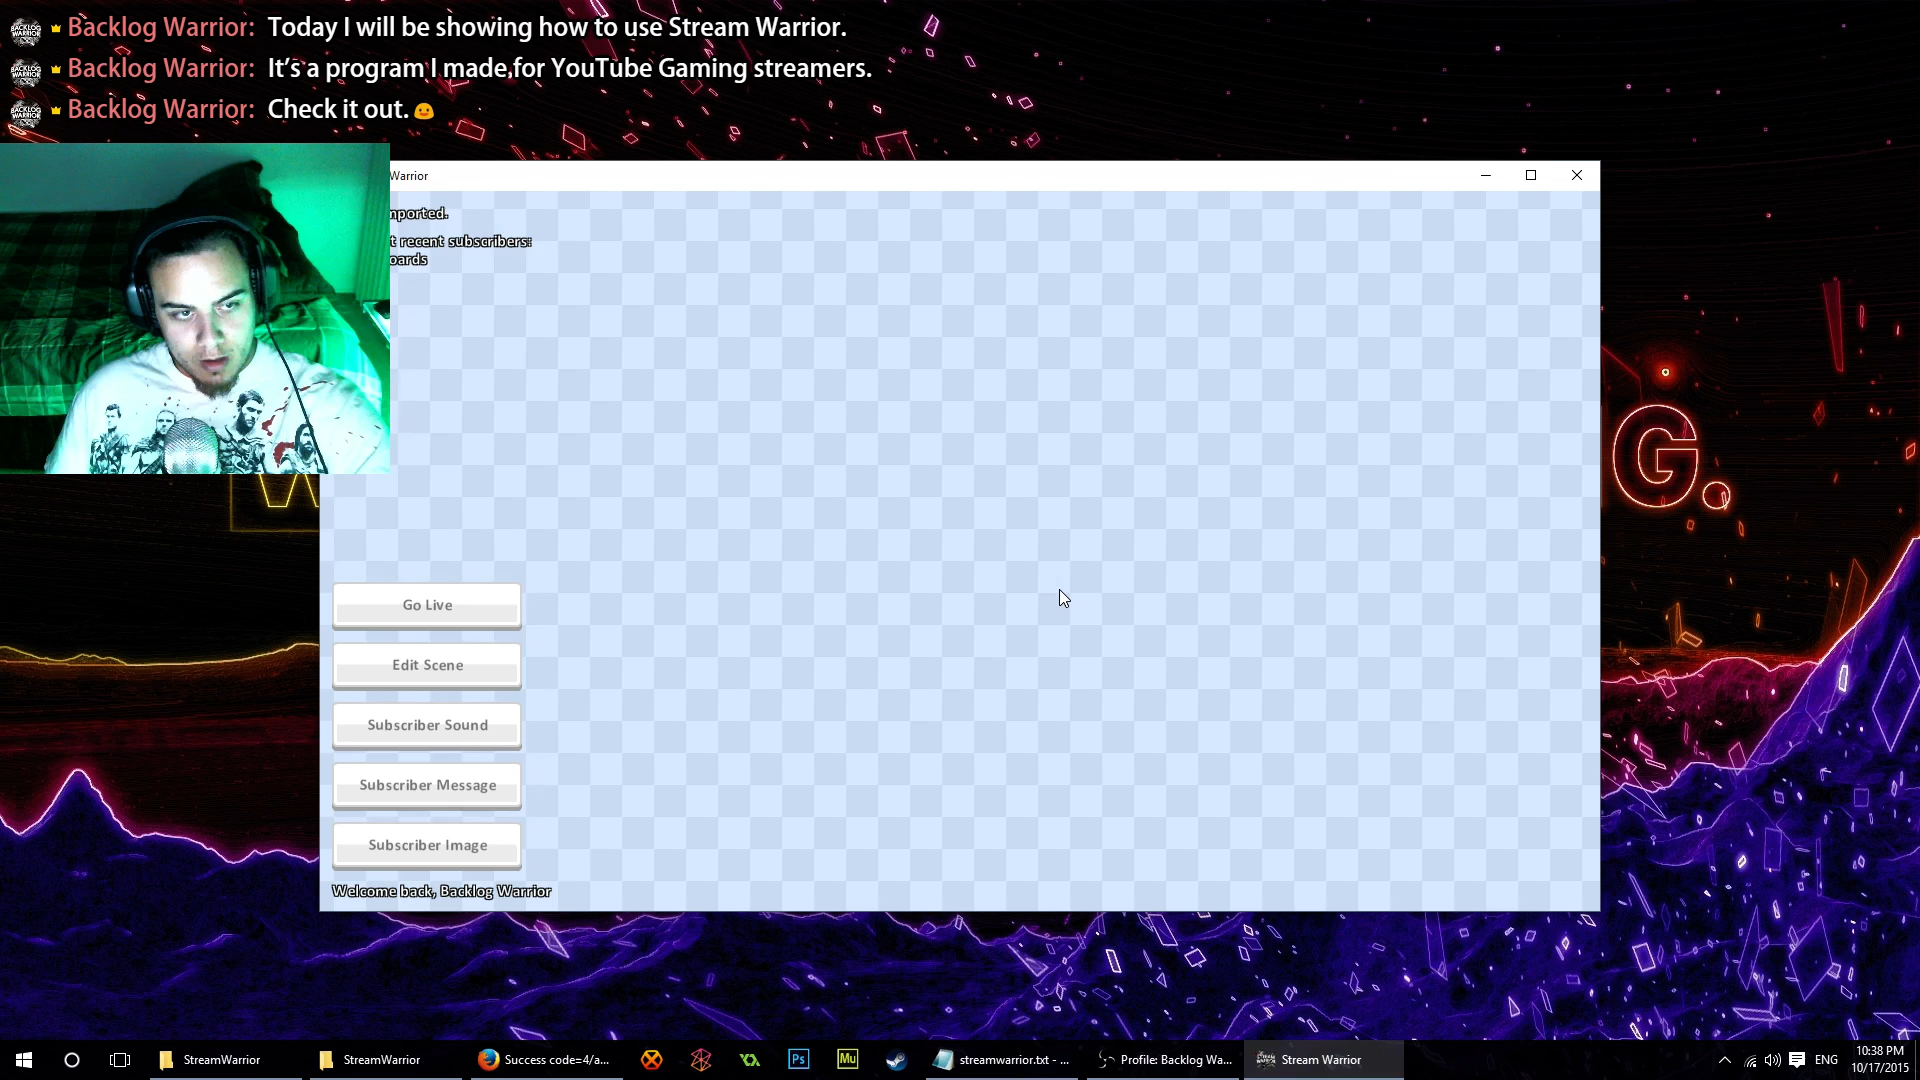 Backlog Warrior: Today I will be showing how to use Stream Warrior.
Backlog Warrior: It's a program I made,for YouTube Gaming streamers.
Backlog Warrior: Check it out.
Warrior
mported.
t recent subscribers:
oards
W
G.
Go Live
Edit Scene
Subscriber Sound
Subscriber Message
Subscriber Image
Welcome back, Backlog Warrior
StreamWarrior
StreamWarrior
Success code=4/a...
Ps
Mu
streamwarrior.txt - ...
Profile: Backlog Wa...
Stream Warrior
ENG
10:38 PM
10/17/2015